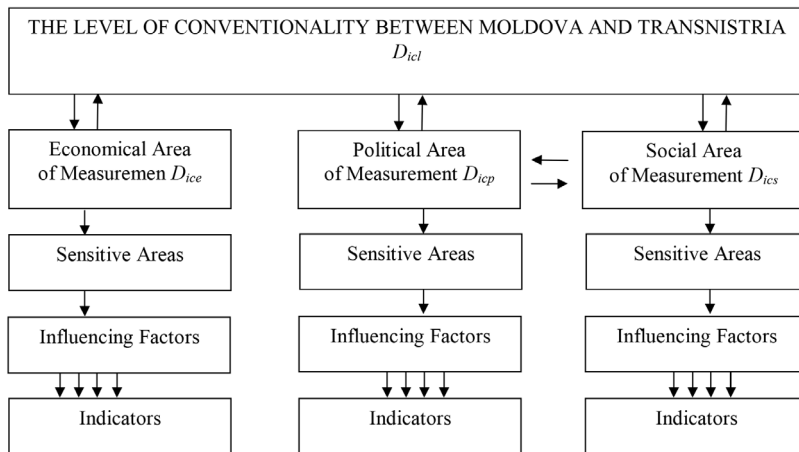 THE LEVEL OF CONVENTIONALITY BETWEEN MOLDOVA AND TRANSNISTRIA
Dicl
Economical Area
of Measuremen Dice
Political Area
of Measurement Dicp
Social Area
of Measurement Dics
Sensitive Areas
Sensitive Areas
Sensitive Areas
Influencing Factors
Influencing Factors
Influencing Factors
Indicators
Indicators
Indicators